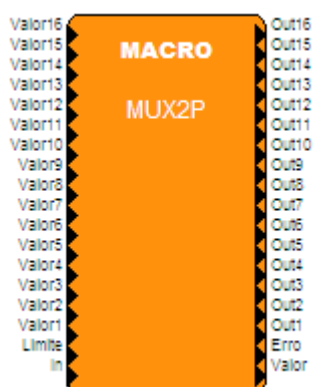 Valor16
Valor15
Valor14
Valor13
Valor12
Valor11
Valor10
Valor9
Valor8
Valor7
Valor6
Valor5
Valor4
Valor3
Valor2
Valor1
Limite
In
MACRO
MUX2P
Out16
Out15
Out14
Out13
Out12
Out11
Out10
Out9
Out8
Out7
Out6
Out5
Out4
Out3
Out2
Out1
Erro
Valor